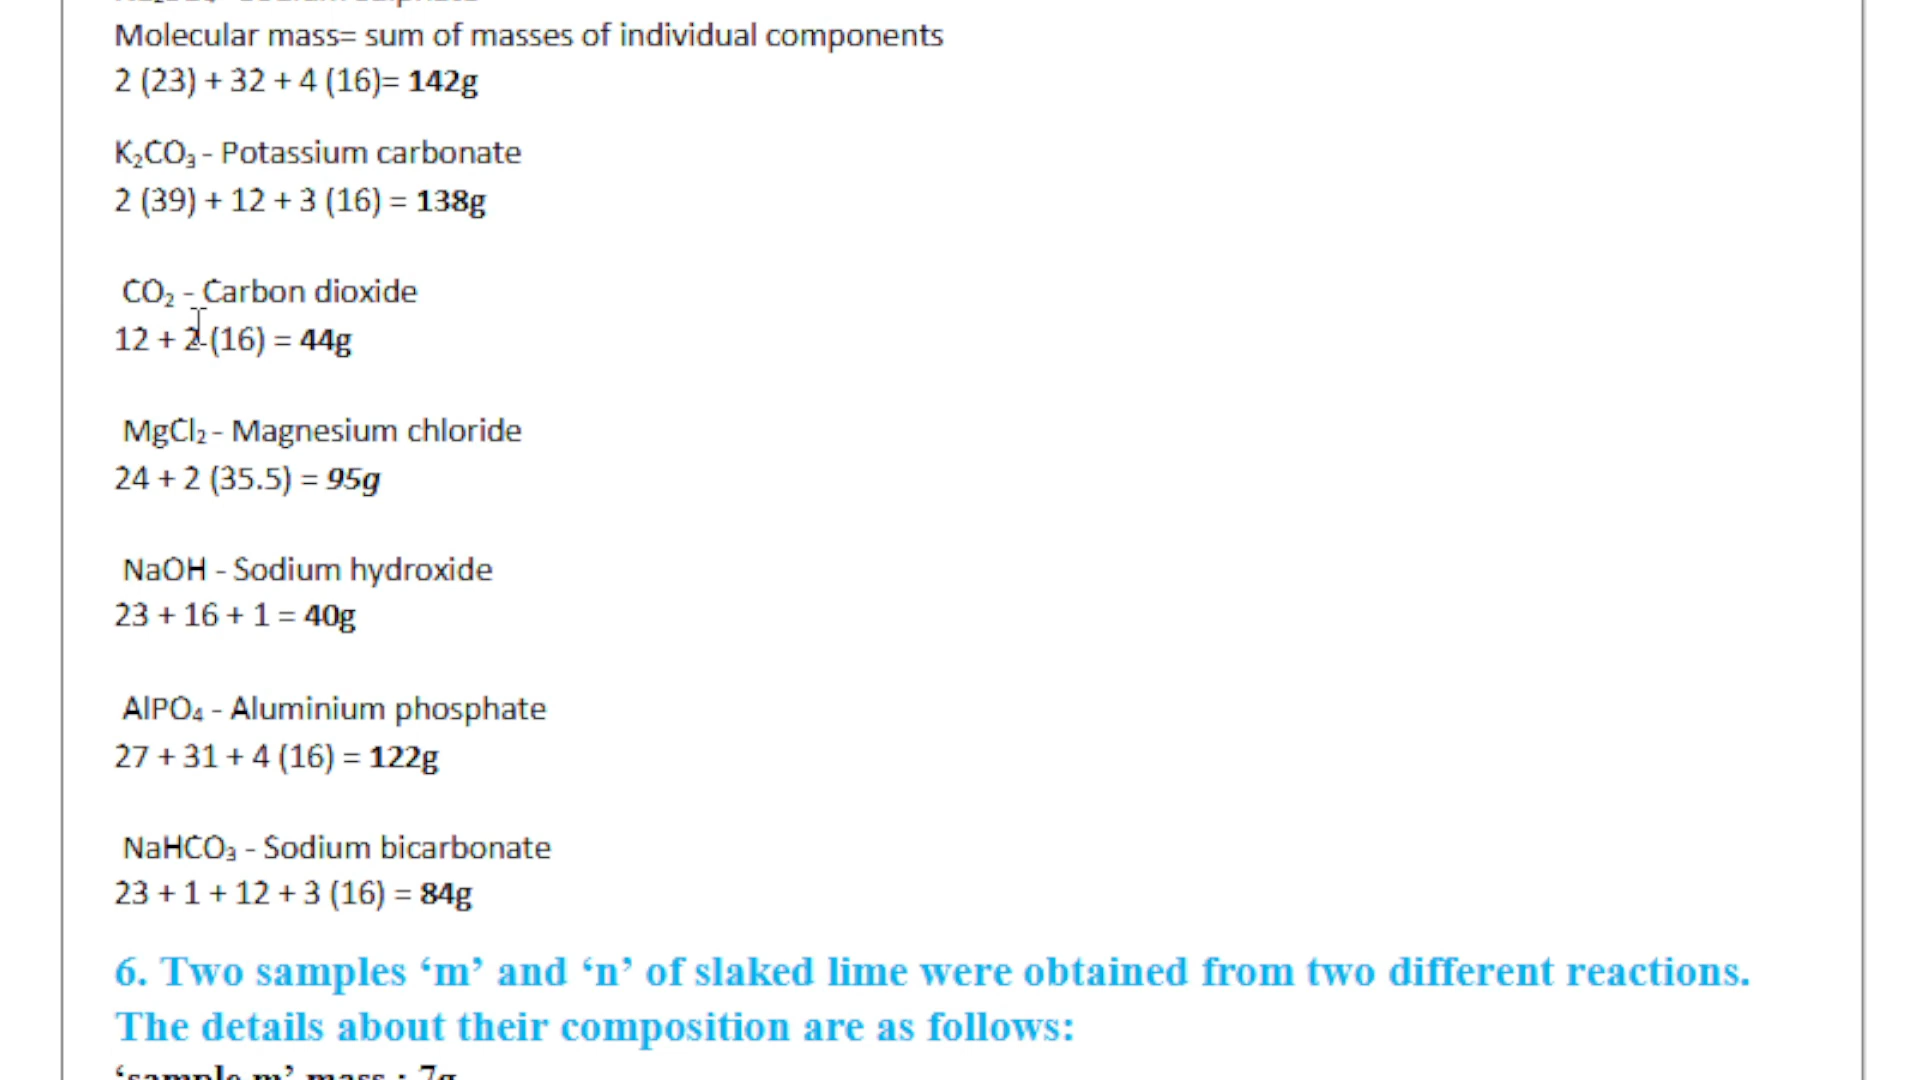 Molecular mass= sum of masses of individual components
2 (23) + 32 + 4 (16)= 142g
K₂CO₃ - Potassium carbonate
2 (39) + 12 + 3 (16) = 138g
CO₂ - Carbon dioxide
12 + 2 (16) = 44g
MgCl₂ - Magnesium chloride
24 + 2 (35.5) = 95g
NaOH - Sodium hydroxide
23 + 16 + 1 = 40g
AlPO₄ - Aluminium phosphate
27 + 31 + 4 (16) = 122g
NaHCO₃ - Sodium bicarbonate
23 + 1 + 12 + 3 (16) = 84g
6. Two samples ‘m’ and ‘n’ of slaked lime were obtained from two different reactions.
The details about their composition are as follows:
‘sample m’ mass : 7g